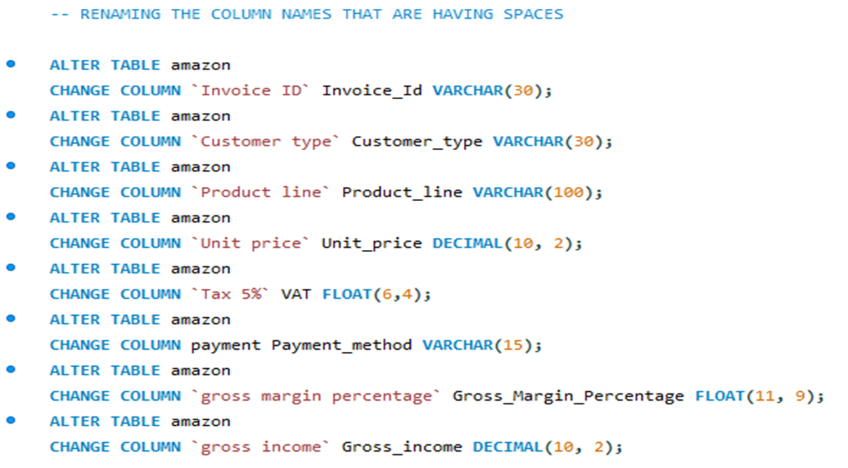 -- RENAMING THE COLUMN NAMES THAT ARE HAVING SPACES
ALTER TABLE amazon
CHANGE COLUMN `Invoice ID` Invoice_Id VARCHAR(30);
ALTER TABLE amazon
CHANGE COLUMN `Customer type` Customer_type VARCHAR(30);
ALTER TABLE amazon
CHANGE COLUMN `Product line` Product_line VARCHAR(100);
ALTER TABLE amazon
CHANGE COLUMN `Unit price` Unit_price DECIMAL(10, 2);
ALTER TABLE amazon
CHANGE COLUMN `Tax 5%` VAT FLOAT(6,4);
ALTER TABLE amazon
CHANGE COLUMN payment Payment_method VARCHAR(15);
ALTER TABLE amazon
CHANGE COLUMN `gross margin percentage` Gross_Margin_Percentage FLOAT(11, 9);
ALTER TABLE amazon
CHANGE COLUMN `gross income` Gross_income DECIMAL(10, 2);